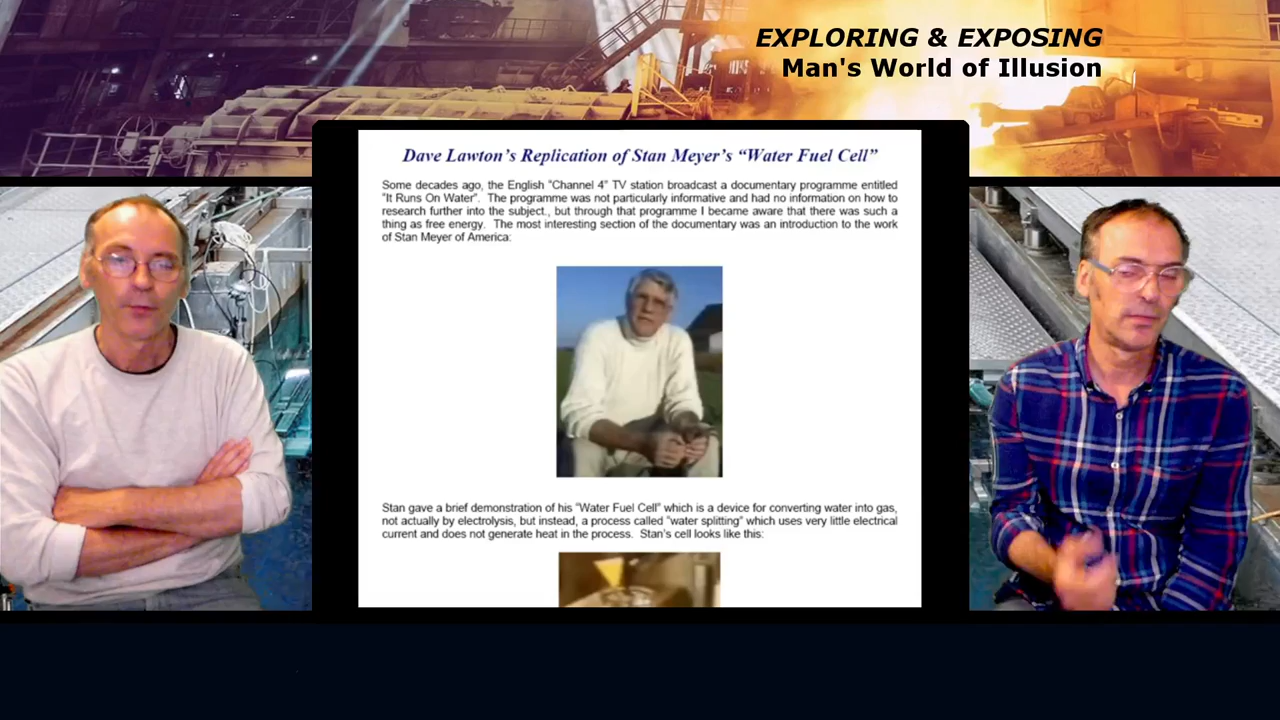 EXPLORING & EXPOSING
Man's World of Illusion
Dave Lawton's Replication of Stan Meyer's “Water Fuel Cell”
Some decades ago, the English “Channel 4” TV station broadcast a documentary programme entitled
“It Runs On Water”. The programme was not particularly informative and had no information on how to
research further into the subject., but through that programme I became aware that there was such a
thing as free energy. The most interesting section of the documentary was an introduction to the work
of Stan Meyer of America:
Stan gave a brief demonstration of his “Water Fuel Cell” which is a device for converting water into gas,
not actually by electrolysis, but instead, a process called “water splitting” which uses very little electrical
current and does not generate heat in the process. Stan's cell looks like this: